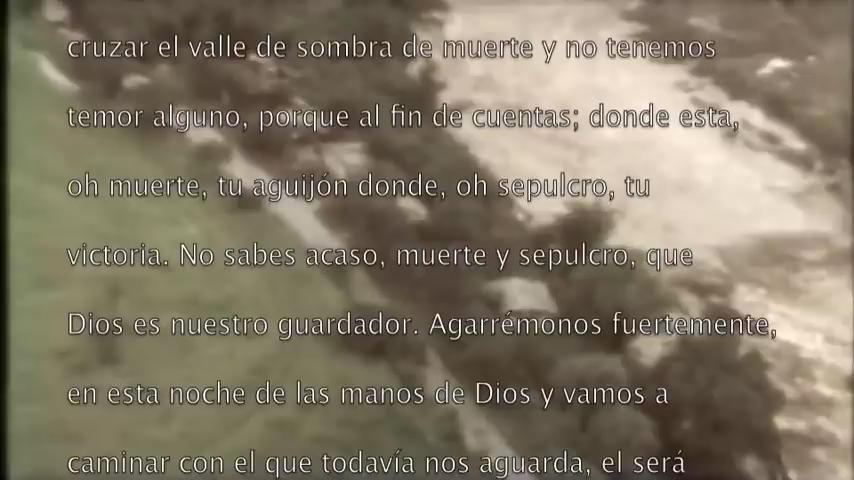 cruzar el valle de sombra de muerte y no tenemos
temor alguno, porque al fin de cuentas; donde esta,
oh muerte, tu aguijón donde, oh sepulcro, tu
victoria. No sabes acaso, muerte y sepulcro, que
Dios es nuestro guardador. Agarrémonos fuertemente,
en esta noche de las manos de Dios y vamos a
caminar con el que todavía nos aguarda, el será